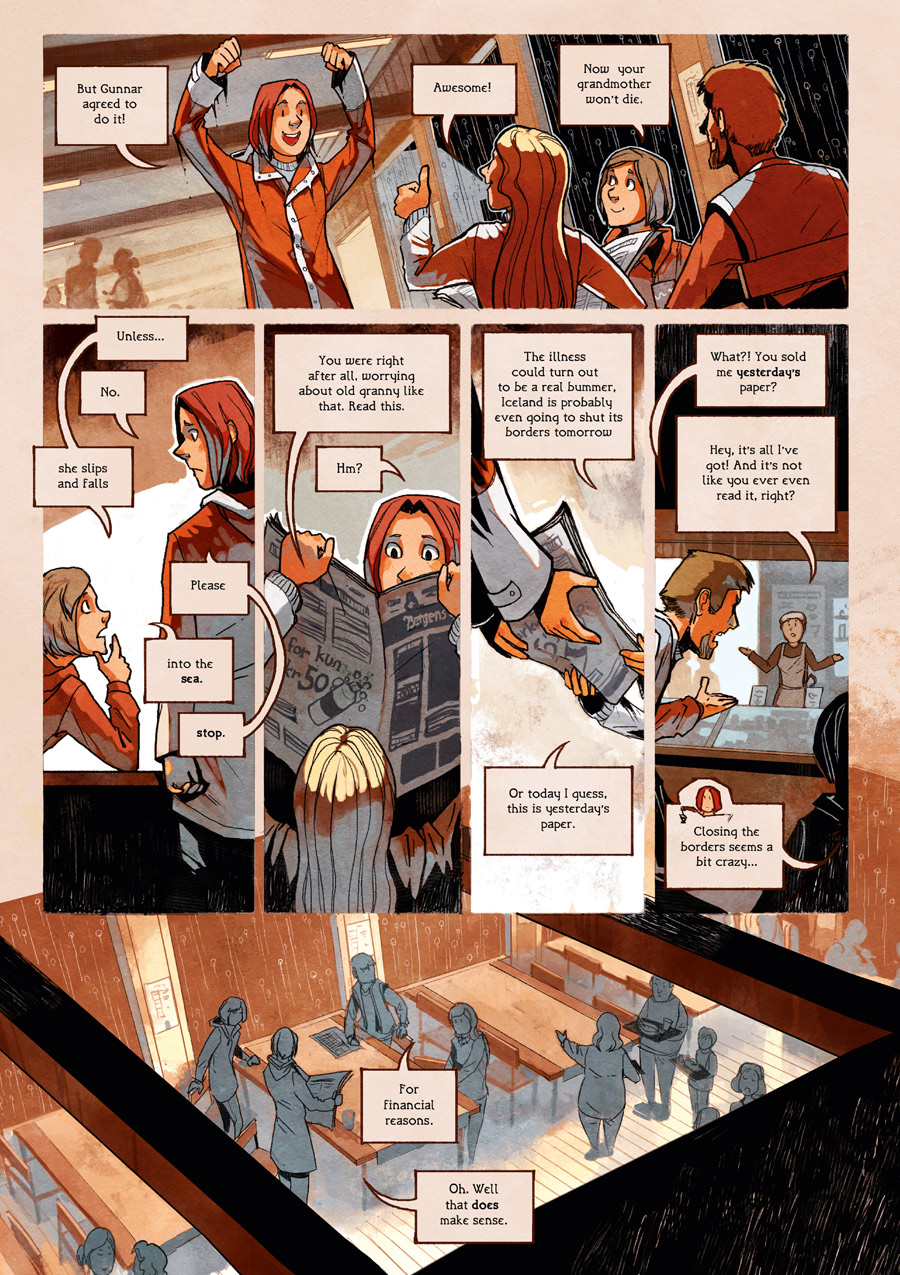 But Gunnar
agreed to
do it!
Awesome!
Now your
grandmother
won't die.
Unless...
No.
she slips
and falls
Please
into the
sea.
stop.
You were right
after all, worrying
about old granny like
that. Read this.
Hm?
Bergens
for kun
kr 50
The illness
could turn out
to be a real bummer,
Iceland is probably
even going to shut its
borders tomorrow
Or today I guess,
this is yesterday's
paper.
What?! You sold
me yesterday's
paper?
Hey, it's all I've
got! And it's not
like you ever even
read it, right?
Closing the
borders seems a
bit crazy...
For
financial
reasons.
Oh. Well
that does
make sense.